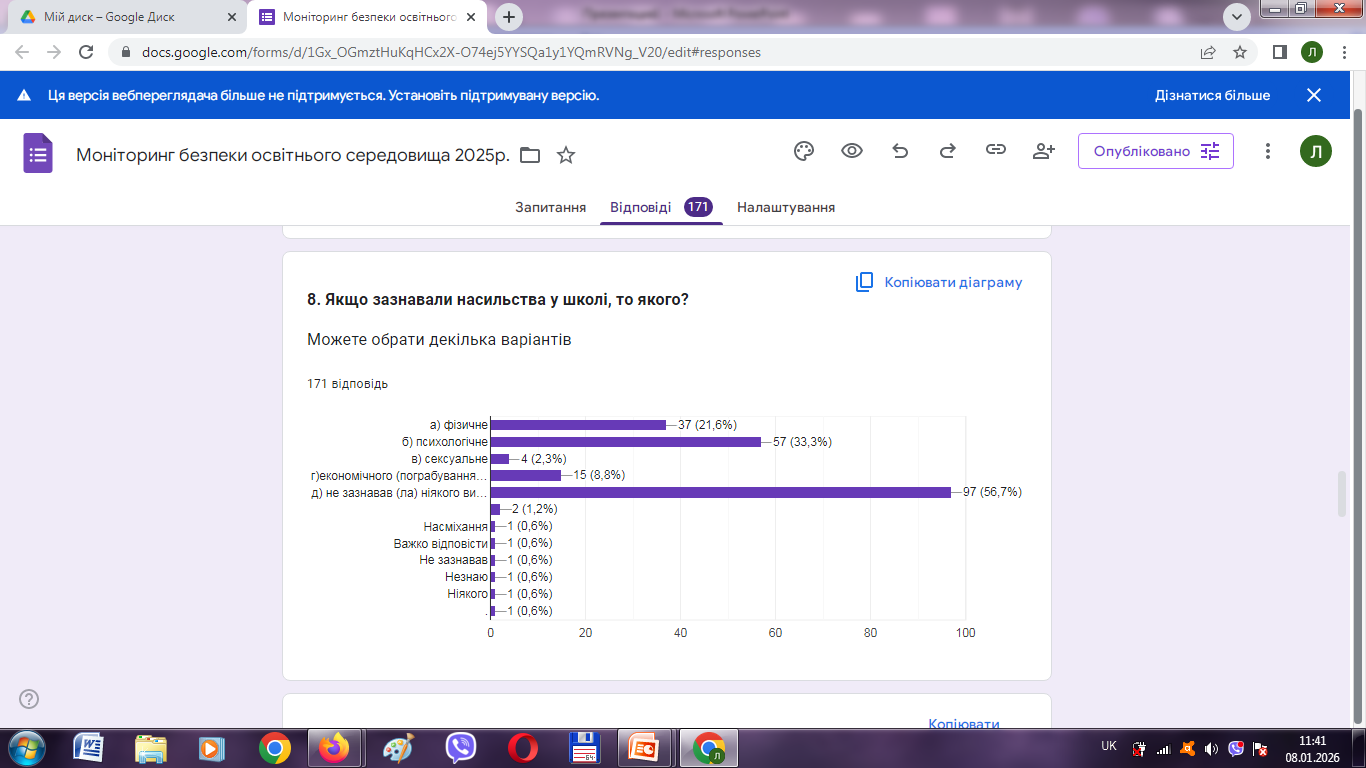 Мій диск – Google Диск
Моніторинг безпеки освітнього
docs.google.com/forms/d/1Gx_OGmztHuKqHCx2X-O74ej5YYSQa1y1YQmRVNg_V20/edit#responses
Л
Ця версія вебпереглядача більше не підтримується. Установіть підтримувану версію.
Дізнатися більше
Моніторинг безпеки освітнього середовища 2025р.
Опубліковано
Л
Запитання
Відповіді 171
Налаштування
Копіювати діаграму
8. Якщо зазнавали насильства у школі, то якого?
Можете обрати декілька варіантів
171 відповідь
а) фізичне 37 (21,6%)
б) психологічне 57 (33,3%)
в) сексуальне 4 (2,3%)
г)економічного (пограбування... 15 (8,8%)
д) не зазнавав (ла) ніякого ви... 97 (56,7%)
2 (1,2%)
Насміхання 1 (0,6%)
Важко відповісти 1 (0,6%)
Не зазнавав 1 (0,6%)
Незнаю 1 (0,6%)
Ніякого 1 (0,6%)
. 1 (0,6%)
0 20 40 60 80 100
Копіювати
UK
11:41
08.01.2026